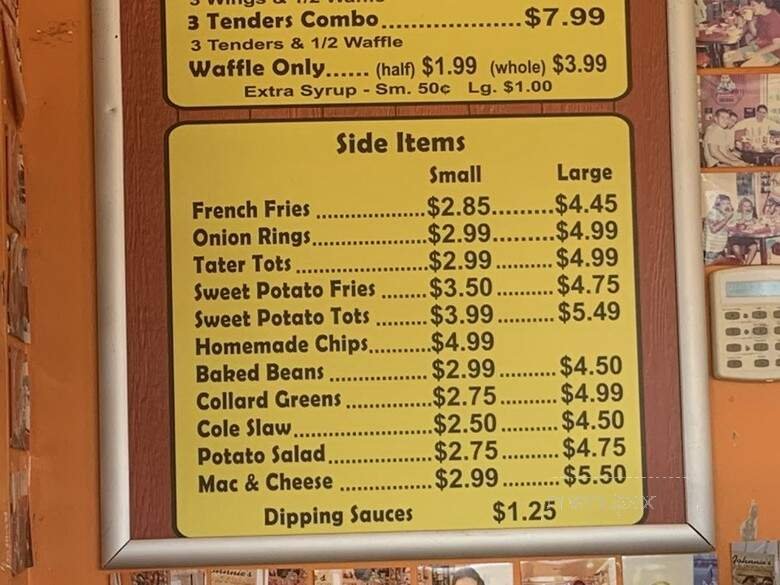 3 Wings & 1/2 Waffle
3 Tenders Combo..................$7.99
3 Tenders & 1/2 Waffle
Waffle Only...... (half) $1.99 (whole) $3.99
Extra Syrup - Sm. 50¢ Lg. $1.00
Side Items
Small Large
French Fries ....................$2.85..........$4.45
Onion Rings.....................$2.99..........$4.99
Tater Tots ........................$2.99 .........$4.99
Sweet Potato Fries ........$3.50 .........$4.75
Sweet Potato Tots .........$3.99 .........$5.49
Homemade Chips...........$4.99
Baked Beans ..................$2.99 .........$4.50
Collard Greens ...............$2.75 .........$4.99
Cole Slaw.........................$2.50 .........$4.50
Potato Salad...................$2.75 .........$4.75
Mac & Cheese ................$2.99 .........$5.50
Dipping Sauces $1.25